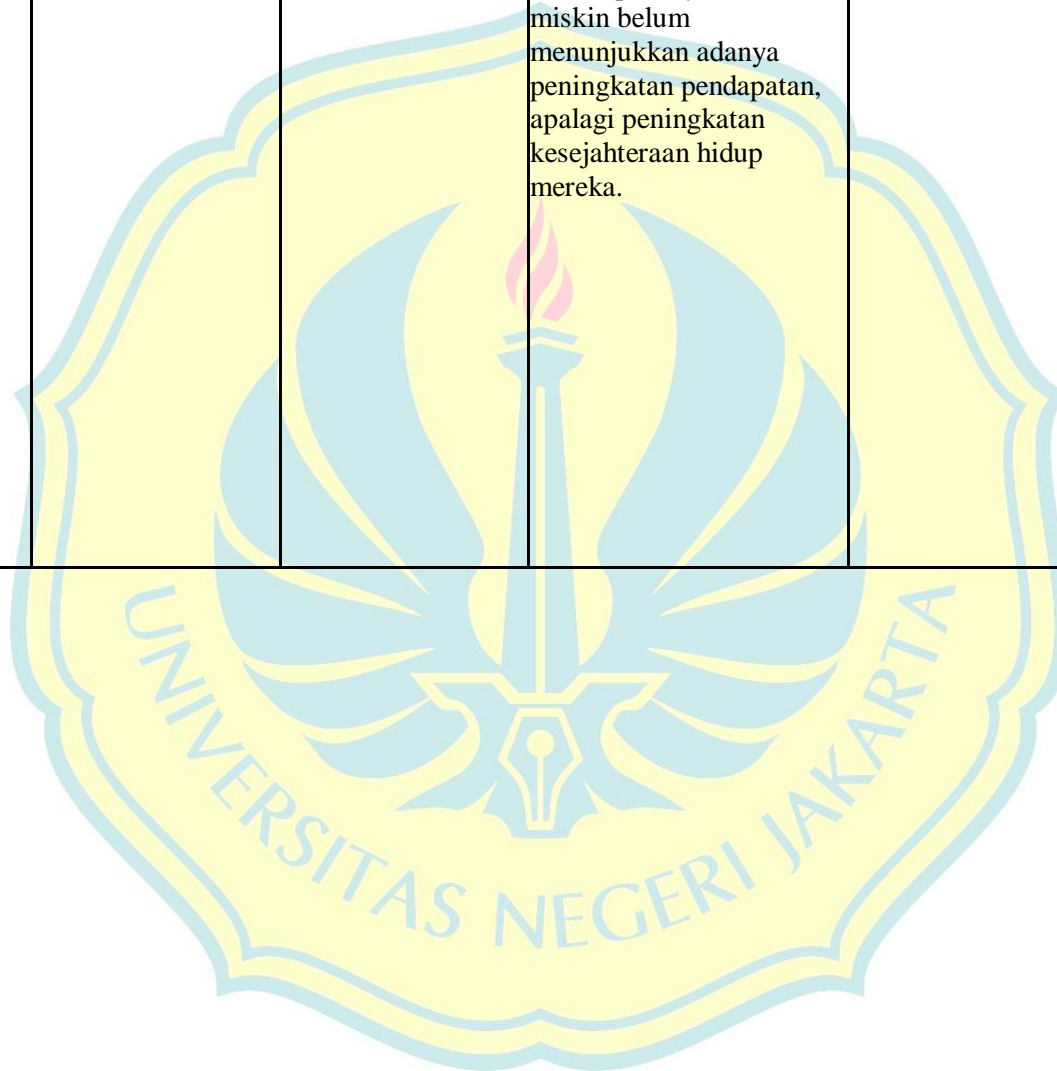 miskin belum
menunjukkan adanya
peningkatan pendapatan,
apalagi peningkatan
kesejahteraan hidup
mereka.
UNIVERSITAS NEGERI JAKARTA